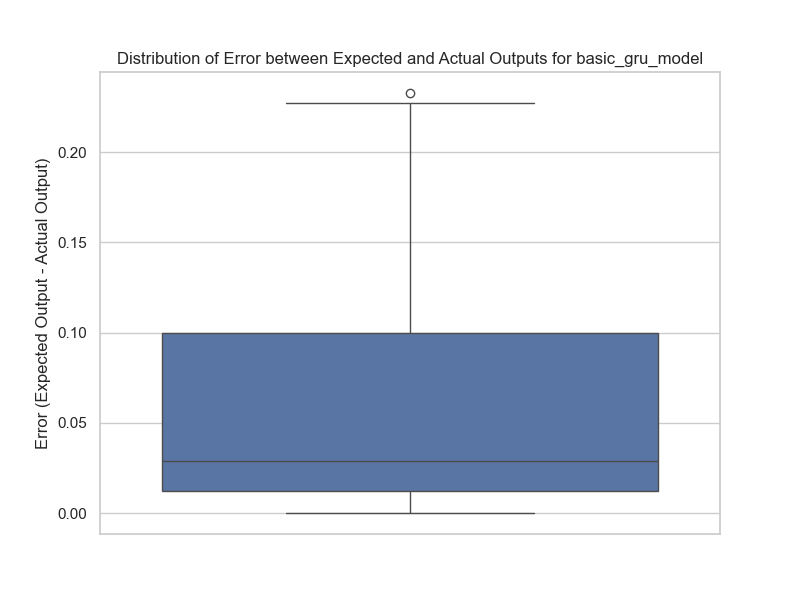 Distribution of Error between Expected and Actual Outputs for basic_gru_model
Error (Expected Output - Actual Output)
0.20
0.15
0.10
0.05
0.00